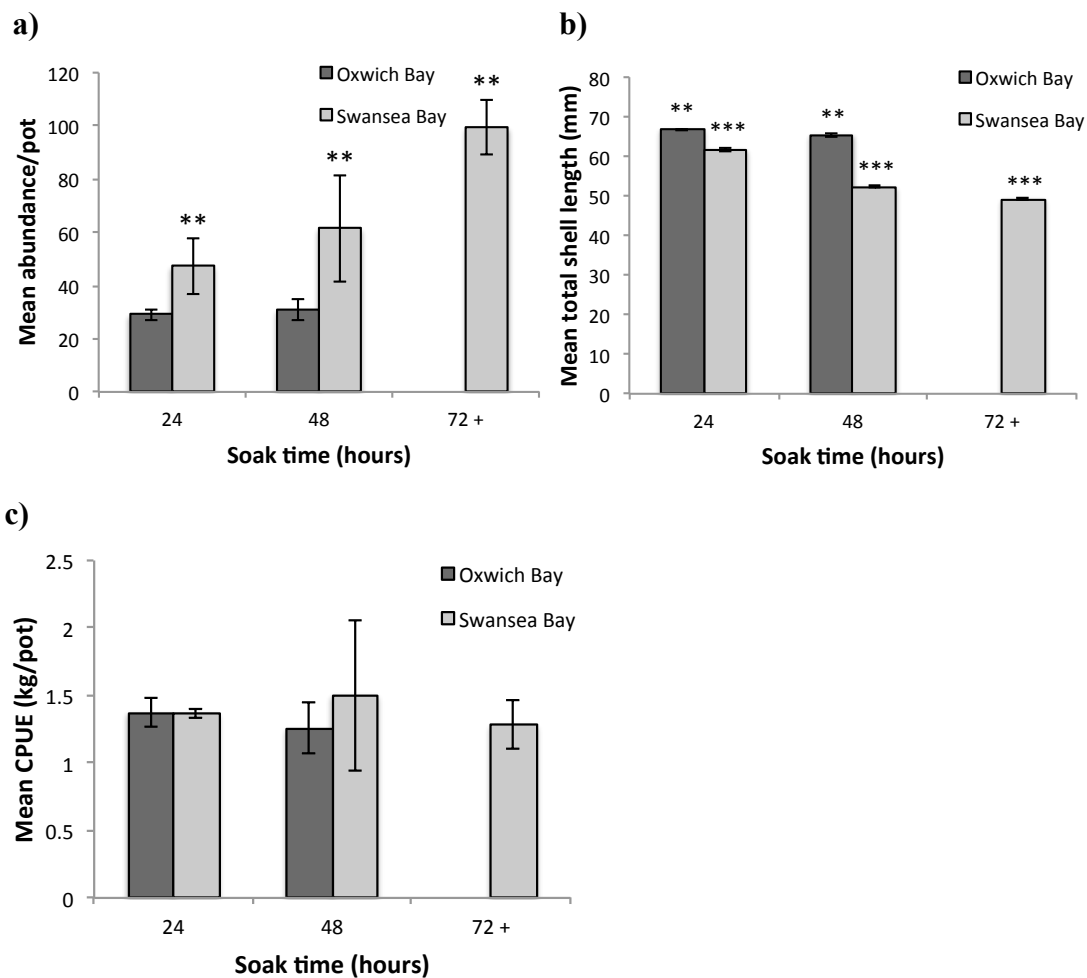 a)
Mean abundance/pot
120
100
80
60
40
20
0
Oxwich Bay
Swansea Bay
**
**
**
24
48
72 +
Soak time (hours)
b)
Mean total shell length (mm)
80
70
60
50
40
30
20
10
0
Oxwich Bay
Swansea Bay
**
***
**
***
***
24
48
72 +
Soak time (hours)
c)
Mean CPUE (kg/pot)
2.5
2
1.5
1
0.5
0
Oxwich Bay
Swansea Bay
24
48
72 +
Soak time (hours)